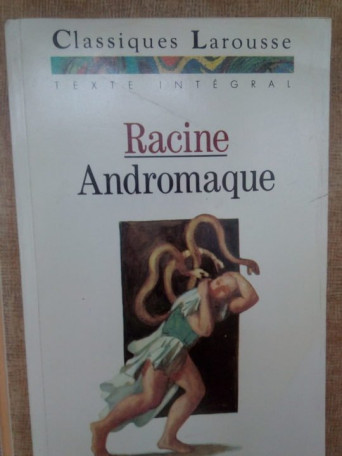 Classiques Larousse
TEXTE INTÉGRAL
Racine
Andromaque